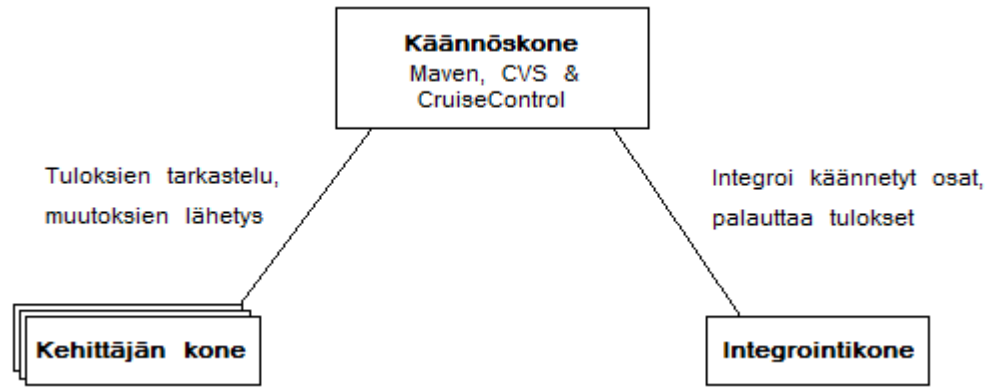 Käännöskone
Maven, CVS &
CruiseControl
Tuloksien tarkastelu,
muutoksien lähetys
Integroi käännetyt osat,
palauttaa tulokset
Kehittäjän kone
Integrointikone